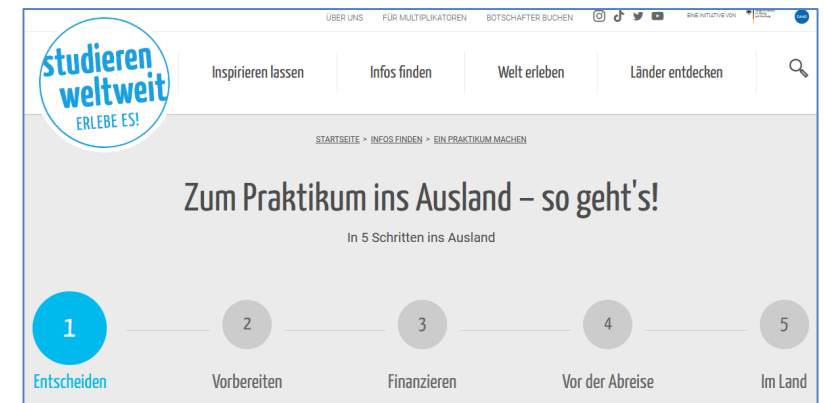 ÜBER UNS FÜR MULTIPLIKATOREN BOTSCHAFTER BUCHEN EINE INITIATIVE VON
studieren
weltweit
ERLEBE ES!
Inspirieren lassen Infos finden Welt erleben Länder entdecken
STARTSEITE > INFOS FINDEN > EIN PRAKTIKUM MACHEN
Zum Praktikum ins Ausland – so geht's!
In 5 Schritten ins Ausland
1 2 3 4 5
Entscheiden Vorbereiten Finanzieren Vor der Abreise Im Land